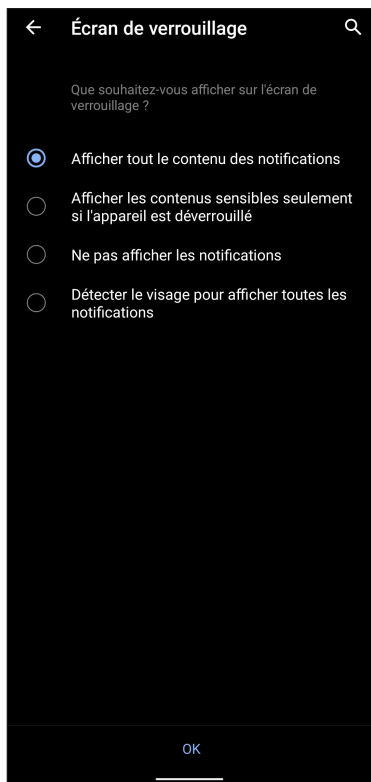 Écran de verrouillage
Que souhaitez-vous afficher sur l'écran de
verrouillage ?
Afficher tout le contenu des notifications
Afficher les contenus sensibles seulement
si l'appareil est déverrouillé
Ne pas afficher les notifications
Détecter le visage pour afficher toutes les
notifications
OK